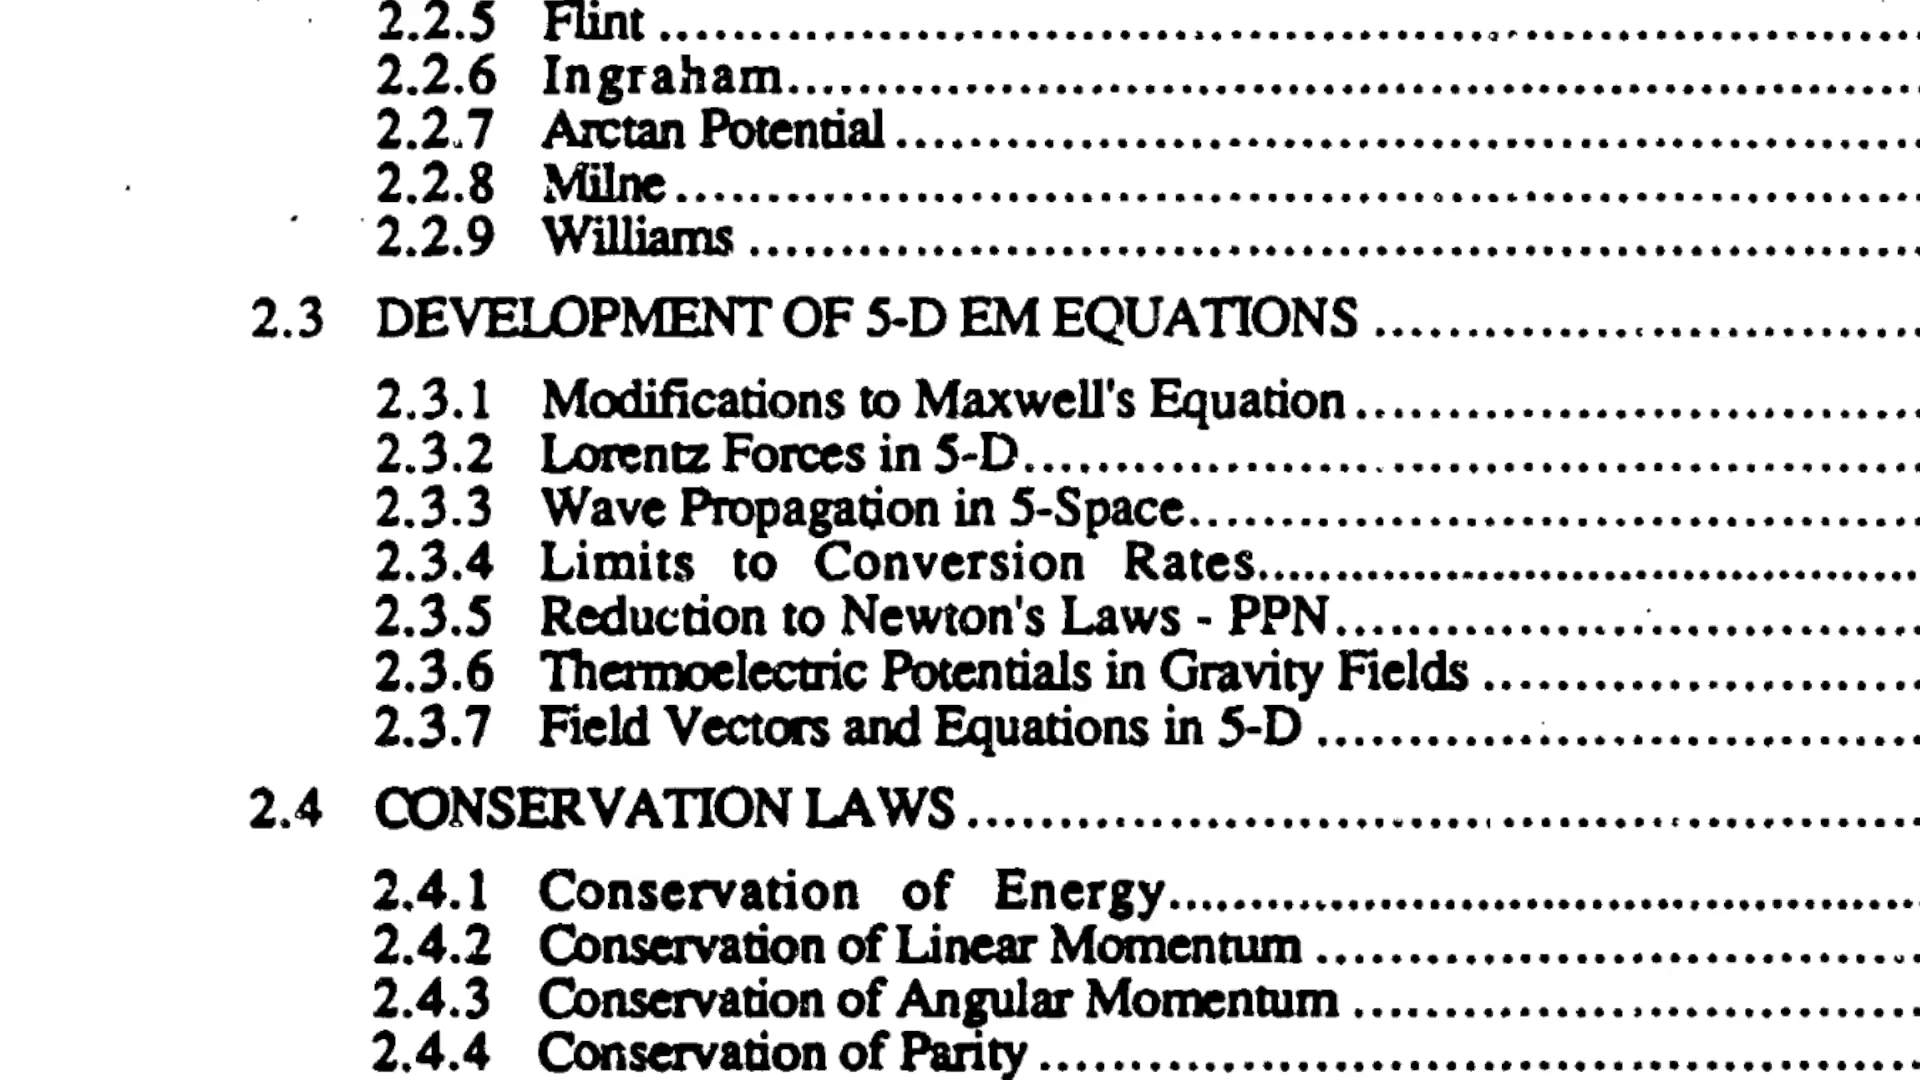 2.2.5 Flint ........................................
2.2.6 Ingraham........................................
2.2.7 Arctan Potential ........................................
2.2.8 Milne ........................................
2.2.9 Williams ........................................
2.3 DEVELOPMENT OF 5-D EM EQUATIONS ........................................
2.3.1 Modifications to Maxwell's Equation ........................................
2.3.2 Lorentz Forces in 5-D........................................
2.3.3 Wave Propagation in 5-Space........................................
2.3.4 Limits to Conversion Rates........................................
2.3.5 Reduction to Newton's Laws - PPN........................................
2.3.6 Thermoelectric Potentials in Gravity Fields ........................................
2.3.7 Field Vectors and Equations in 5-D ........................................
2.4 CONSERVATION LAWS ........................................
2.4.1 Conservation of Energy........................................
2.4.2 Conservation of Linear Momentum ........................................
2.4.3 Conservation of Angular Momentum ........................................
2.4.4 Conservation of Parity ........................................